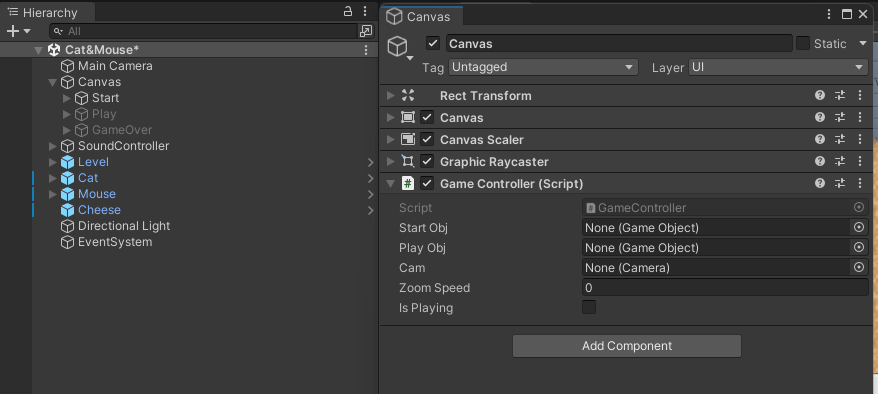 Hierarchy
All
Cat&Mouse*
Main Camera
Canvas
Start
Play
GameOver
SoundController
Level
Cat
Mouse
Cheese
Directional Light
EventSystem
Canvas
Canvas
Static
Tag Untagged Layer UI
Rect Transform
Canvas
Canvas Scaler
Graphic Raycaster
Game Controller (Script)
Script GameController
Start Obj None (Game Object)
Play Obj None (Game Object)
Cam None (Camera)
Zoom Speed 0
Is Playing
Add Component